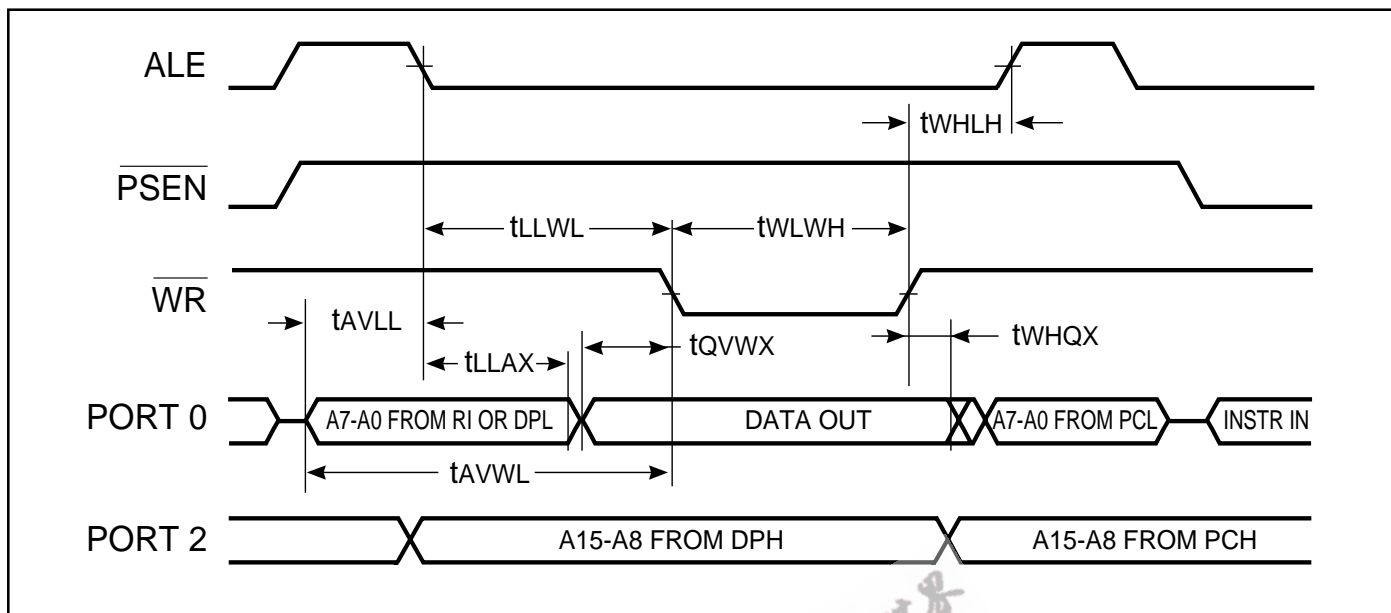 ALE
tWHLH
PSEN
tLLWL
tWLWH
WR
tAVLL
tQVWX
tWHQX
tLLAX
PORT 0
A7-A0 FROM RI OR DPL
DATA OUT
A7-A0 FROM PCL
INSTR IN
tAVWL
PORT 2
A15-A8 FROM DPH
A15-A8 FROM PCH